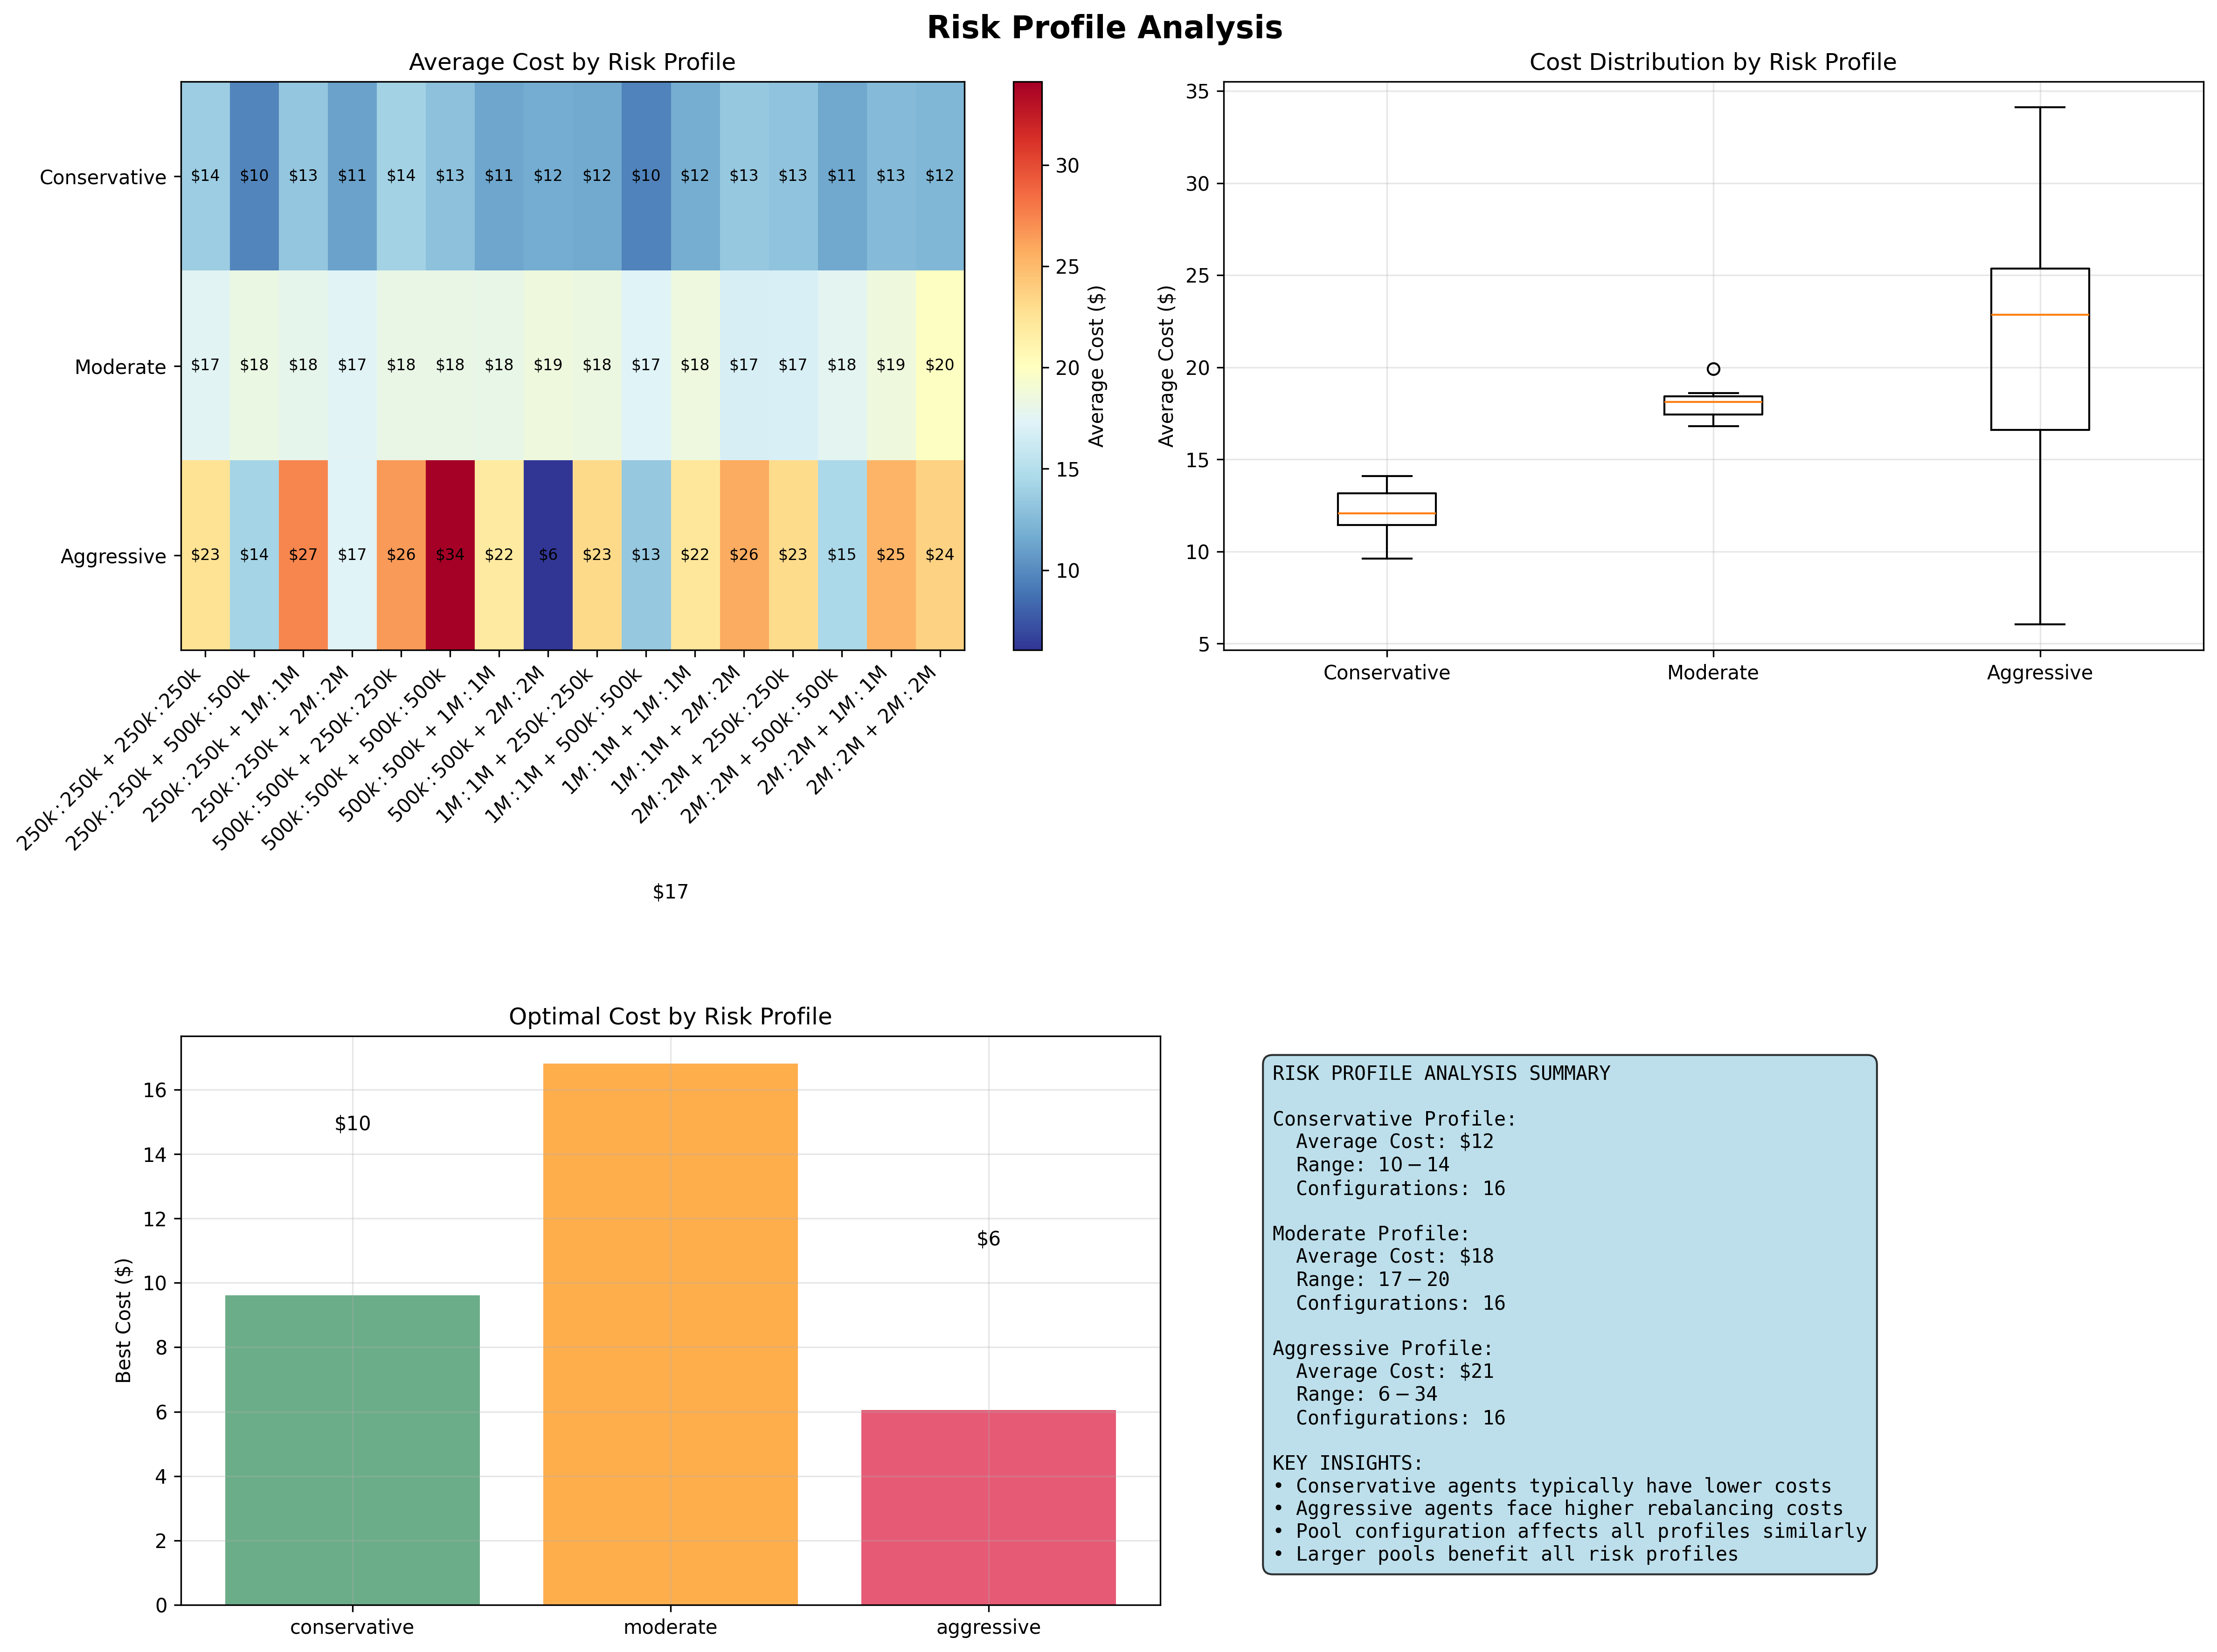 Risk Profile Analysis
Average Cost by Risk Profile
Conservative
$14 $10 $13 $11 $14 $13 $11 $12 $12 $10 $12 $13 $13 $11 $13 $12
Moderate
$17 $18 $18 $17 $18 $18 $18 $19 $18 $17 $18 $17 $17 $18 $19 $20
Aggressive
$23 $14 $27 $17 $26 $34 $22 $6 $23 $13 $22 $26 $23 $15 $25 $24
250k:250k + 250k:250k
250k:250k + 500k:500k
250k:250k + 1M:1M
250k:250k + 2M:2M
500k:500k + 250k:250k
500k:500k + 500k:500k
500k:500k + 1M:1M
500k:500k + 2M:2M
1M:1M + 250k:250k
1M:1M + 500k:500k
1M:1M + 1M:1M
1M:1M + 2M:2M
2M:2M + 250k:250k
2M:2M + 500k:500k
2M:2M + 1M:1M
2M:2M + 2M:2M
30
25
20
15
10
Average Cost ($)
Cost Distribution by Risk Profile
Average Cost ($)
35
30
25
20
15
10
5
Conservative
Moderate
Aggressive
Optimal Cost by Risk Profile
Best Cost ($)
16
14
12
10
8
6
4
2
0
$10
$17
$6
conservative
moderate
aggressive
RISK PROFILE ANALYSIS SUMMARY
Conservative Profile:
Average Cost: $12
Range: 10 − 14
Configurations: 16
Moderate Profile:
Average Cost: $18
Range: 17 − 20
Configurations: 16
Aggressive Profile:
Average Cost: $21
Range: 6 − 34
Configurations: 16
KEY INSIGHTS:
• Conservative agents typically have lower costs
• Aggressive agents face higher rebalancing costs
• Pool configuration affects all profiles similarly
• Larger pools benefit all risk profiles